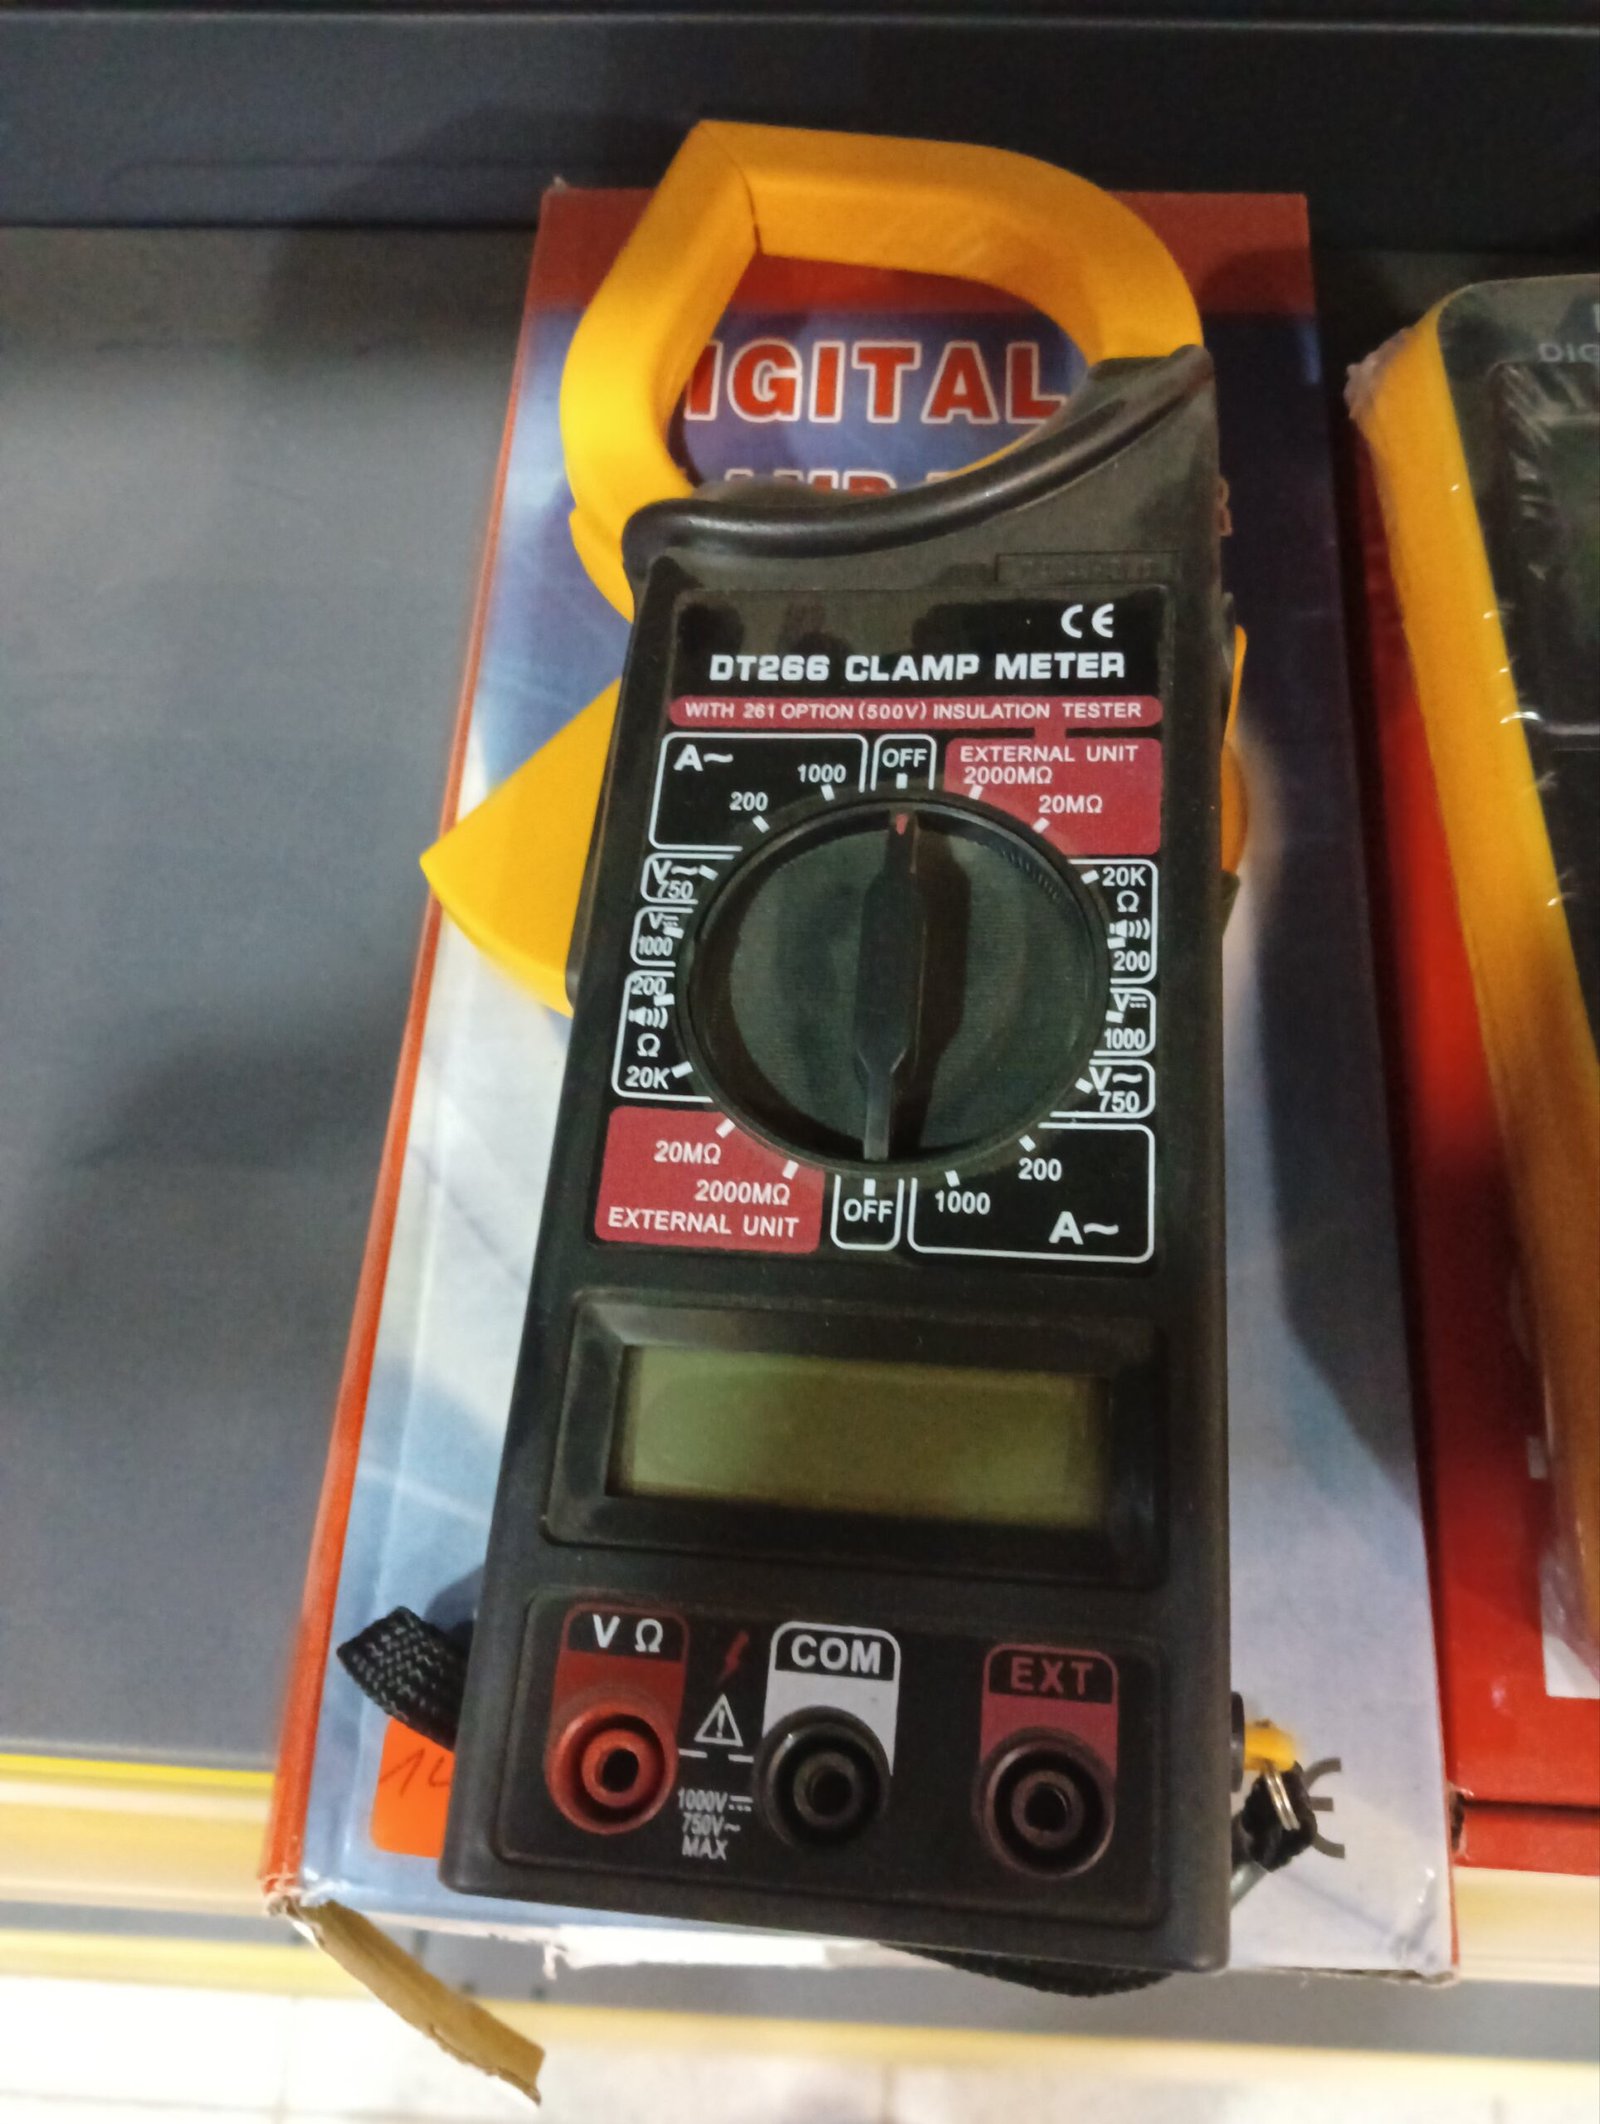 IGITAL
CE
DT266 CLAMP METER
WITH 261 OPTION (500V) INSULATION TESTER
A~
1000
200
OFF
EXTERNAL UNIT
2000MΩ
20MΩ
V~
750
V⎓
1000
200
Ω
20K
20K
Ω
200
V⎓
1000
V~
750
20MΩ
2000MΩ
EXTERNAL UNIT
OFF
200
1000
A~
V Ω
COM
EXT
1000V⎓
750V~
MAX
CE
DIG